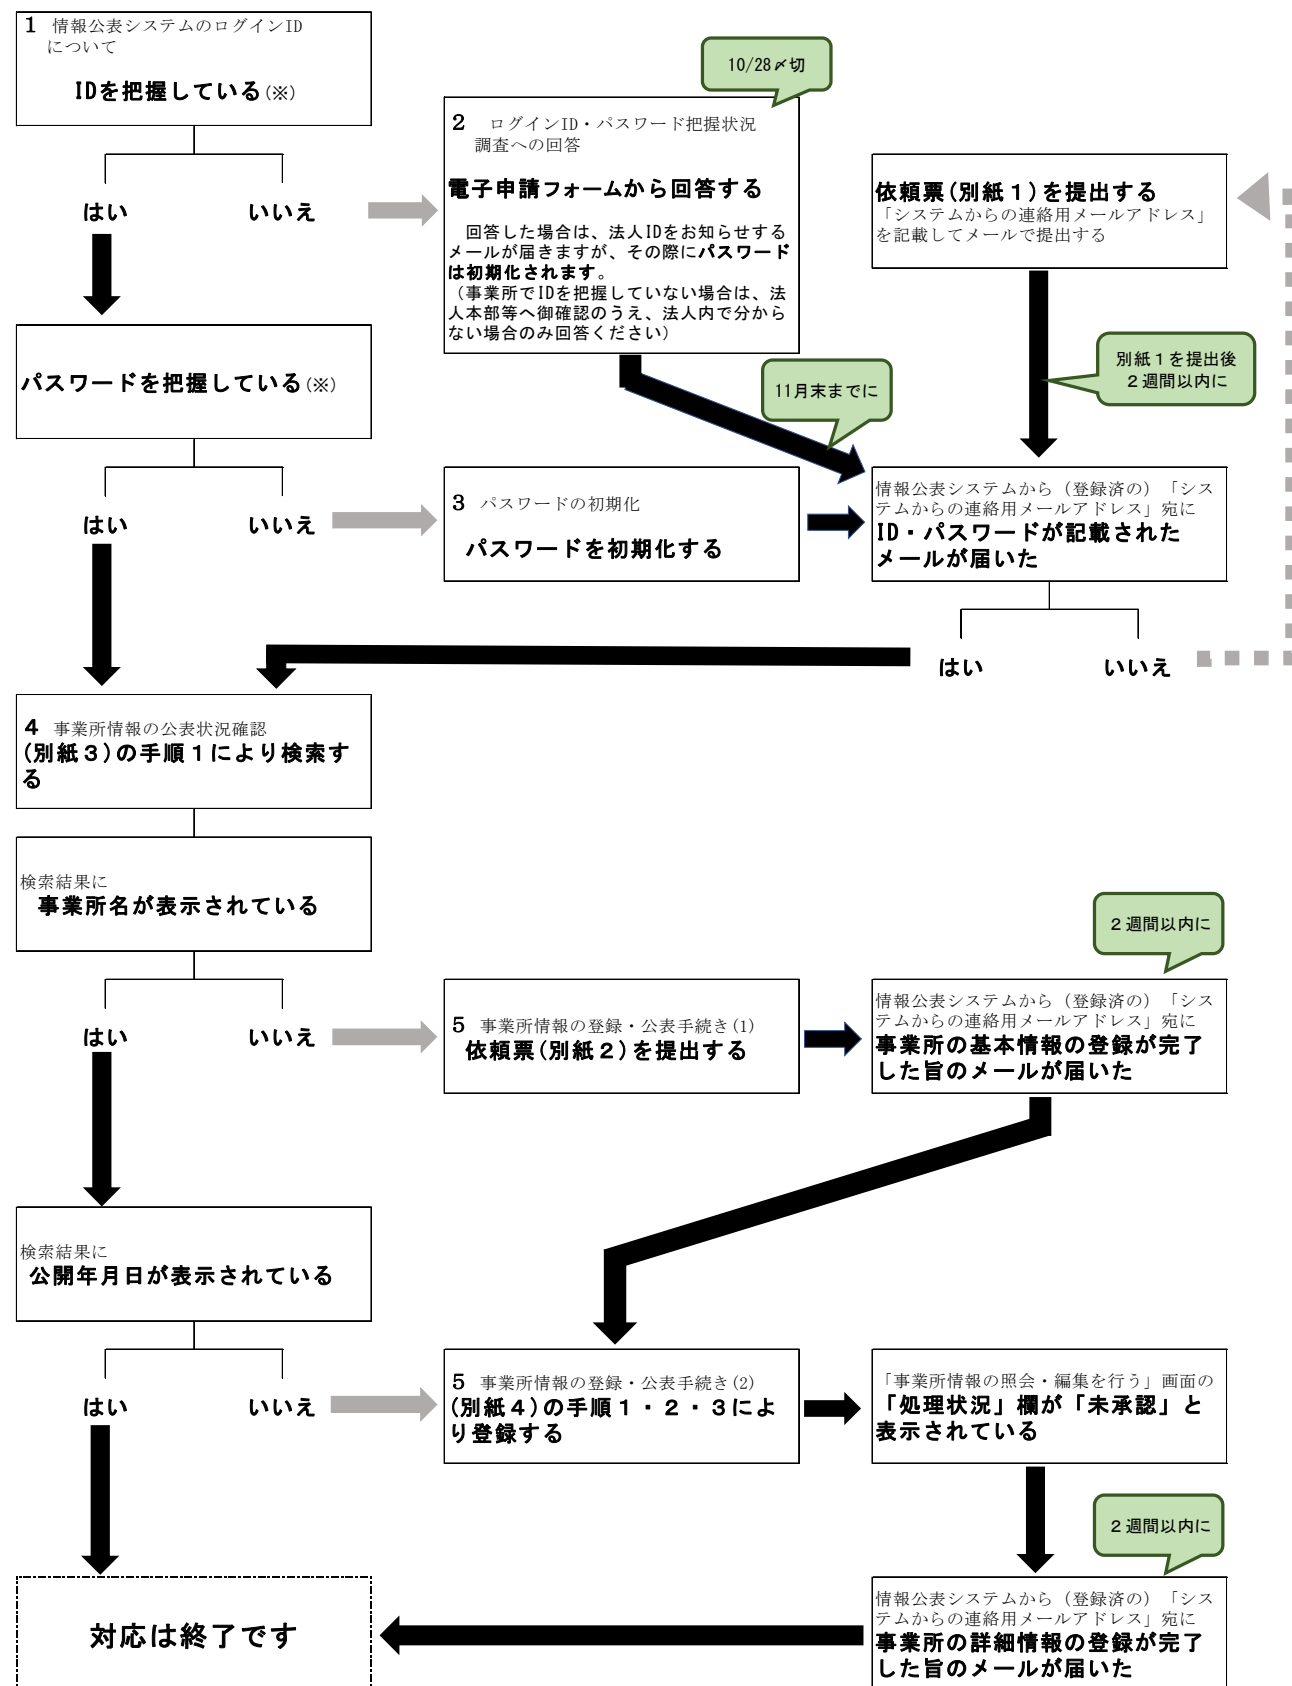 1 情報公表システムのログインID
について
IDを把握している(※)
はい
いいえ
10/28〆切
2 ログインID・パスワード把握状況
調査への回答
電子申請フォームから回答する
回答した場合は、法人IDをお知らせする
メールが届きますが、その際にパスワード
は初期化されます。
（事業所でIDを把握していない場合は、法
人本部等へ御確認のうえ、法人内で分から
ない場合のみ回答ください）
依頼票(別紙１)を提出する
「システムからの連絡用メールアドレス」
を記載してメールで提出する
別紙１を提出後
２週間以内に
11月末までに
パスワードを把握している(※)
はい
いいえ
3 パスワードの初期化
パスワードを初期化する
情報公表システムから（登録済の）「シス
テムからの連絡用メールアドレス」宛に
ID・パスワードが記載された
メールが届いた
はい
いいえ
4 事業所情報の公表状況確認
(別紙３)の手順１により検索す
る
検索結果に
事業所名が表示されている
はい
いいえ
5 事業所情報の登録・公表手続き(1)
依頼票(別紙２)を提出する
２週間以内に
情報公表システムから（登録済の）「シス
テムからの連絡用メールアドレス」宛に
事業所の基本情報の登録が完了
した旨のメールが届いた
検索結果に
公開年月日が表示されている
はい
いいえ
5 事業所情報の登録・公表手続き(2)
(別紙４)の手順１・２・３によ
り登録する
「事業所情報の照会・編集を行う」画面の
「処理状況」欄が「未承認」と
表示されている
２週間以内に
情報公表システムから（登録済の）「シス
テムからの連絡用メールアドレス」宛に
事業所の詳細情報の登録が完了
した旨のメールが届いた
対応は終了です